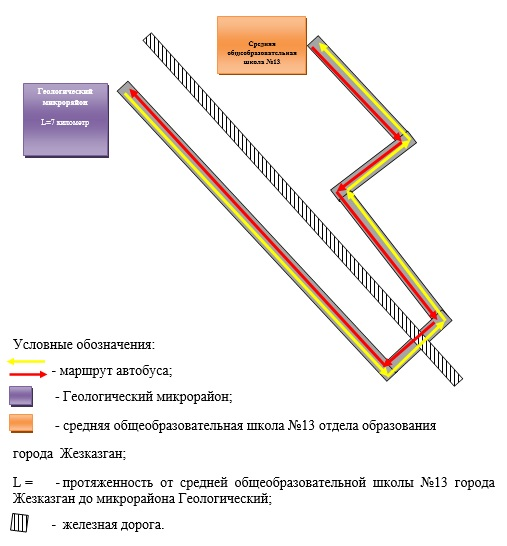 Средняя
общеобразовательная
школа №13
Геологический
микрорайон
L=7 километр
Условные обозначения:
- маршрут автобуса;
- Геологический микрорайон;
- средняя общеобразовательная школа №13 отдела образования
города Жезказган;
L = - протяженность от средней общеобразовательной школы №13 города
Жезказган до микрорайона Геологический;
- железная дорога.